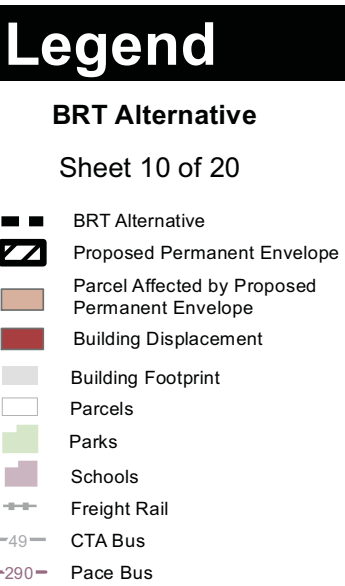 Legend
BRT Alternative
Sheet 10 of 20
BRT Alternative
Proposed Permanent Envelope
Parcel Affected by Proposed
Permanent Envelope
Building Displacement
Building Footprint
Parcels
Parks
Schools
Freight Rail
49 CTA Bus
290 Pace Bus